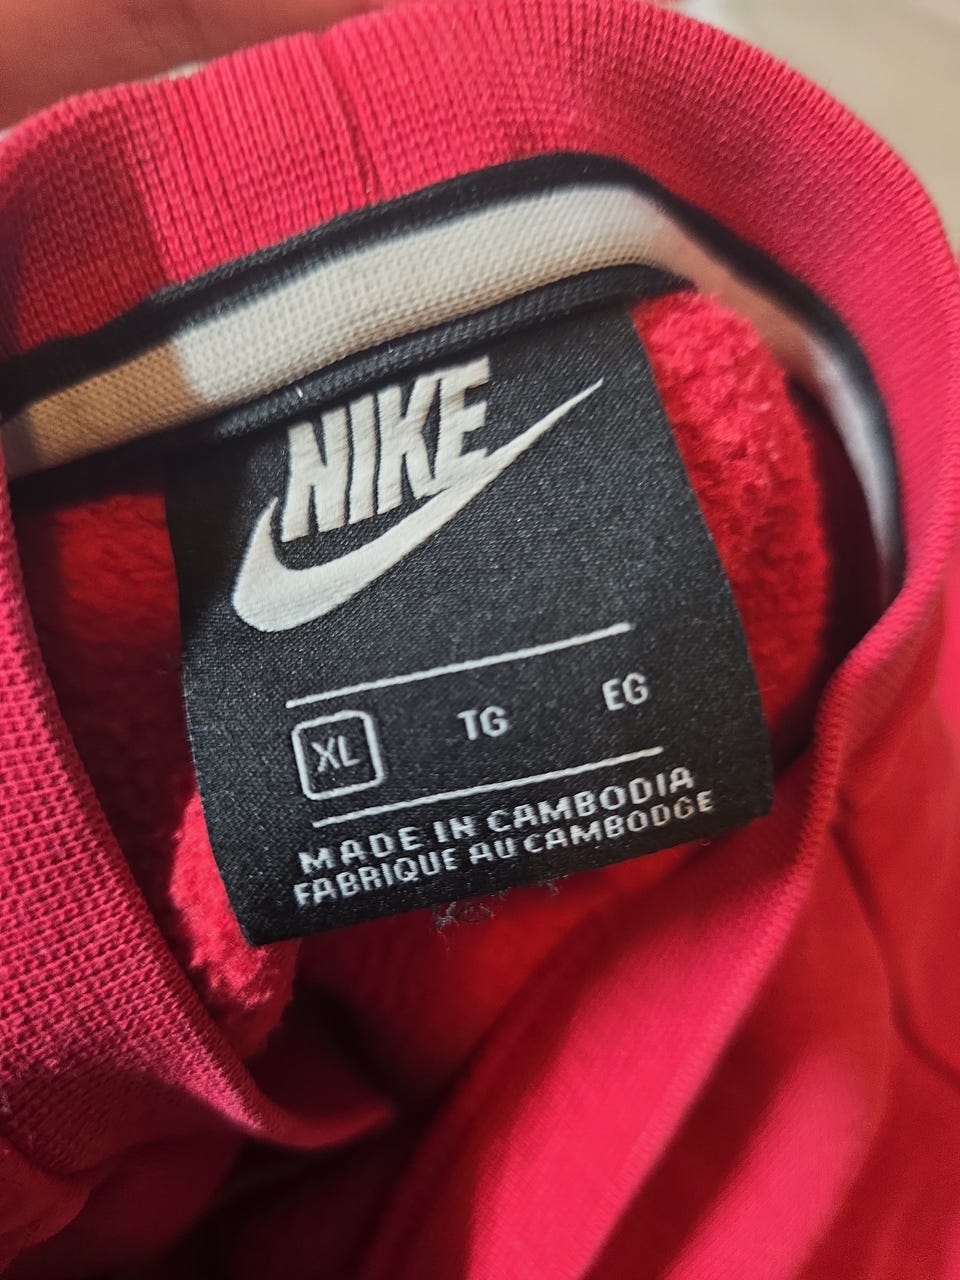 NIKE
XL TG EG
MADE IN CAMBODIA
FABRIQUE AU CAMBODGE